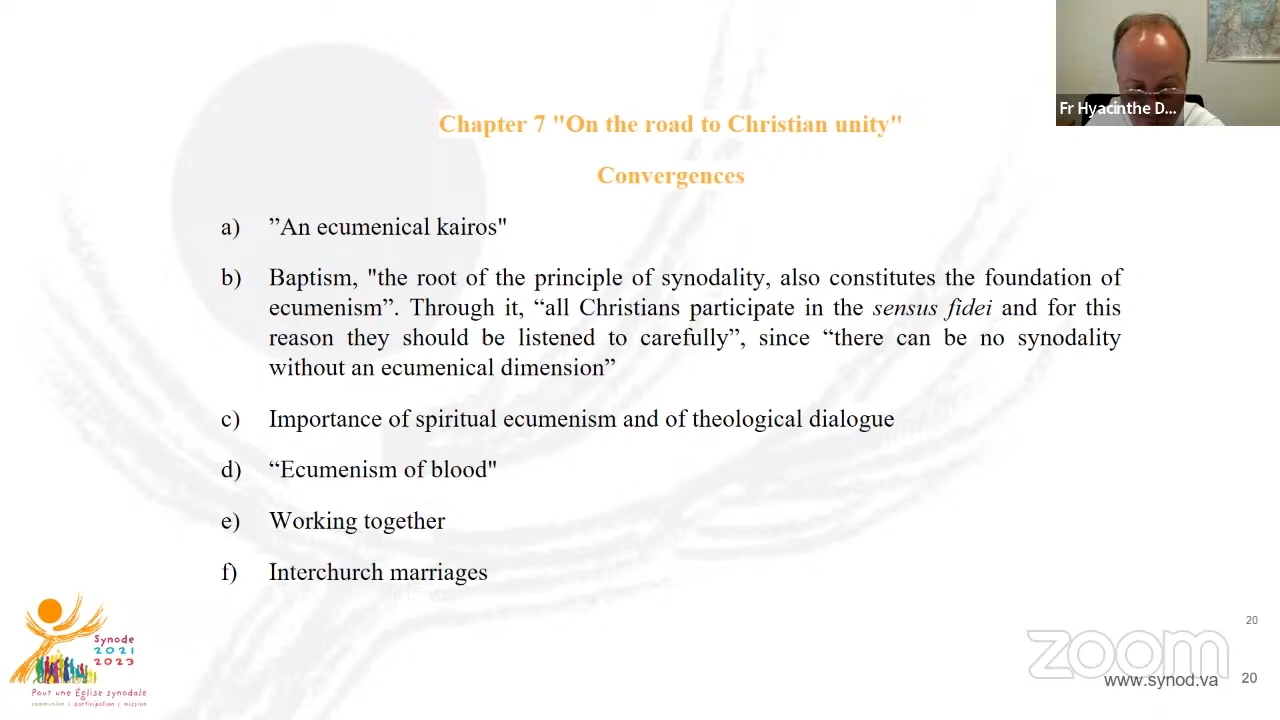 Fr Hyacinthe D...
Chapter 7 "On the road to Christian unity"
Convergences
a) ”An ecumenical kairos"
b) Baptism, "the root of the principle of synodality, also constitutes the foundation of
ecumenism”. Through it, “all Christians participate in the sensus fidei and for this
reason they should be listened to carefully”, since “there can be no synodality
without an ecumenical dimension”
c) Importance of spiritual ecumenism and of theological dialogue
d) “Ecumenism of blood"
e) Working together
f) Interchurch marriages
Synode
2021
2023
Pour une Église synodale
communion | participation | mission
20
zoom
www.synod.va 20